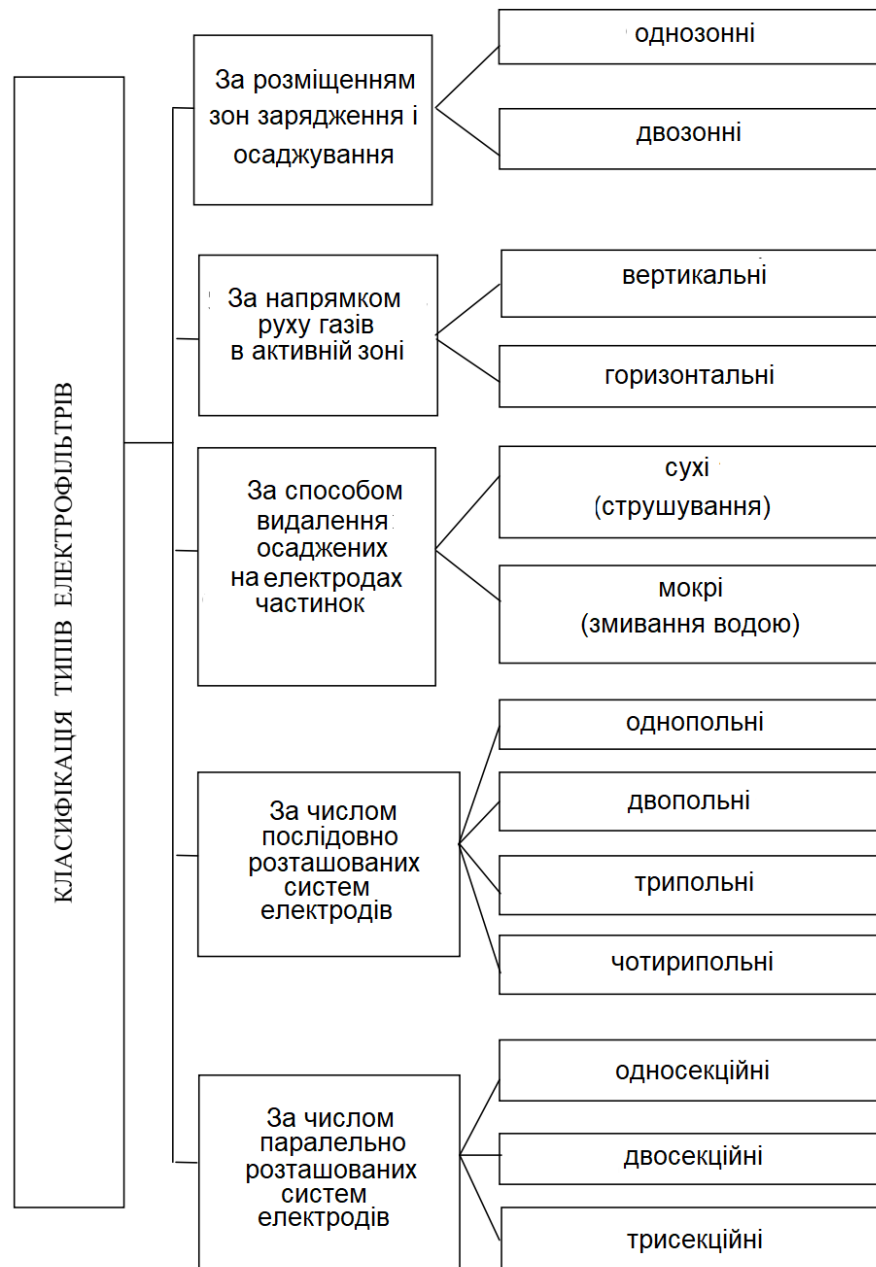 КЛАСИФІКАЦІЯ ТИПІВ ЕЛЕКТРОФІЛЬТРІВ
За розміщенням
зон зарядження і
осаджування
однозонні
двозонні
За напрямком
руху газів
в активній зоні
вертикальні
горизонтальні
За способом
видалення
осаджених
на електродах
частинок
сухі
(струшування)
мокрі
(змивання водою)
За числом
послідовно
розташованих
систем
електродів
однопольні
двопольні
трипольні
чотирипольні
За числом
паралельно
розташованих
систем
електродів
односекційні
двосекційні
трисекційні